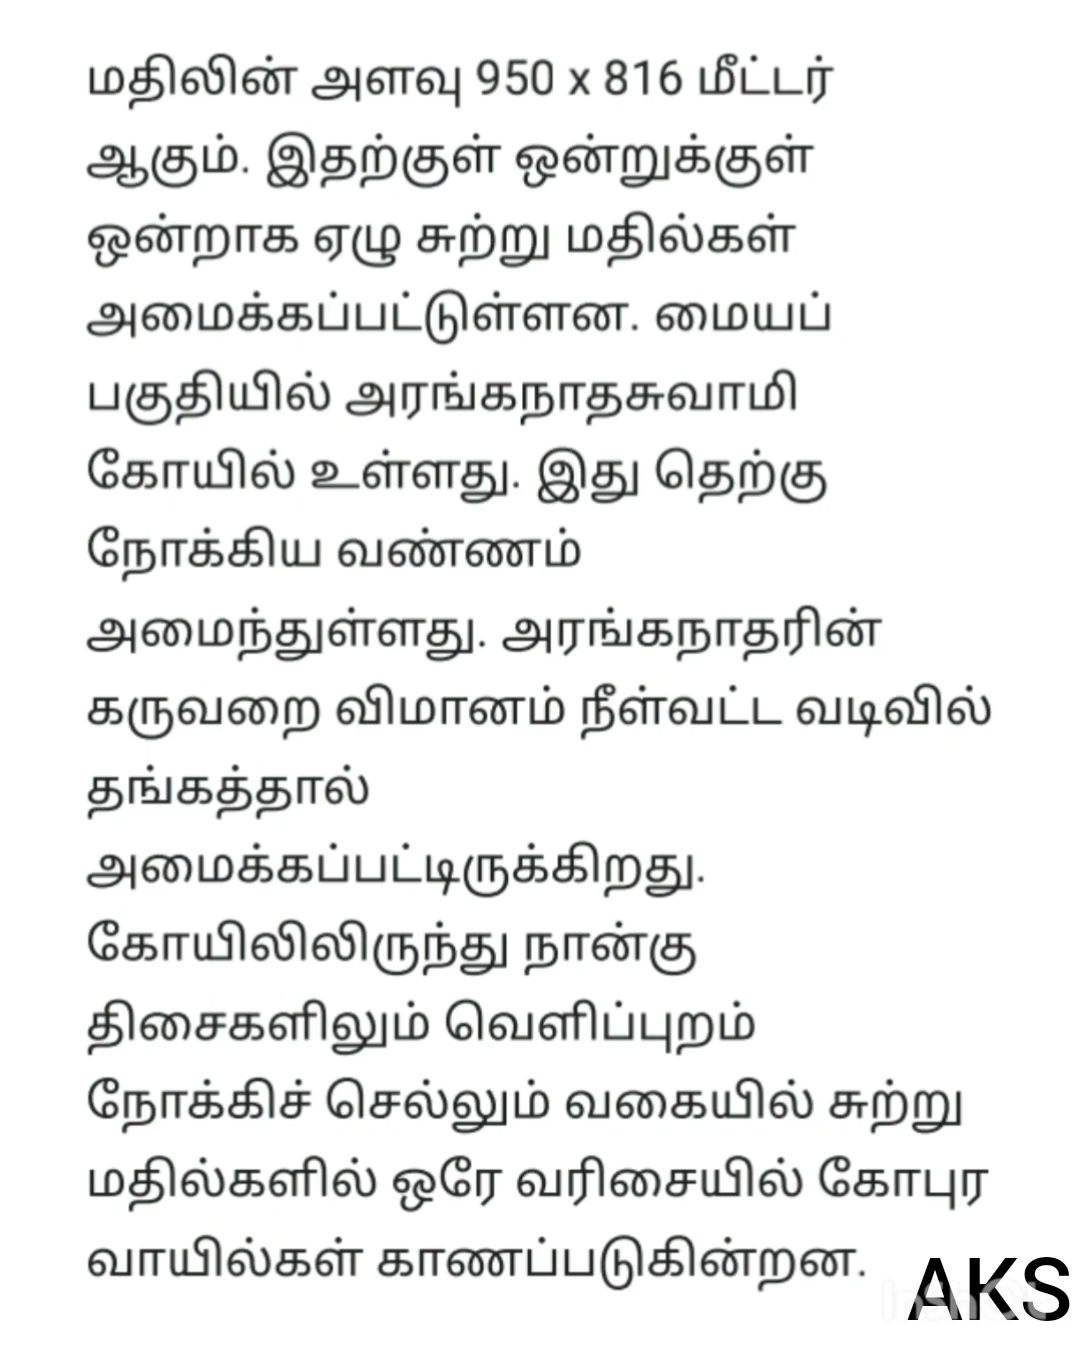 மதிலின் அளவு 950 x 816 மீட்டர்
ஆகும். இதற்குள் ஒன்றுக்குள்
ஒன்றாக ஏழு சுற்று மதில்கள்
அமைக்கப்பட்டுள்ளன. மையப்
பகுதியில் அரங்கநாதசுவாமி
கோயில் உள்ளது. இது தெற்கு
நோக்கிய வண்ணம்
அமைந்துள்ளது. அரங்கநாதரின்
கருவறை விமானம் நீள்வட்ட வடிவில்
தங்கத்தால்
அமைக்கப்பட்டிருக்கிறது.
கோயிலிலிருந்து நான்கு
திசைகளிலும் வெளிப்புறம்
நோக்கிச் செல்லும் வகையில் சுற்று
மதில்களில் ஒரே வரிசையில் கோபுர
வாயில்கள் காணப்படுகின்றன.
AKS